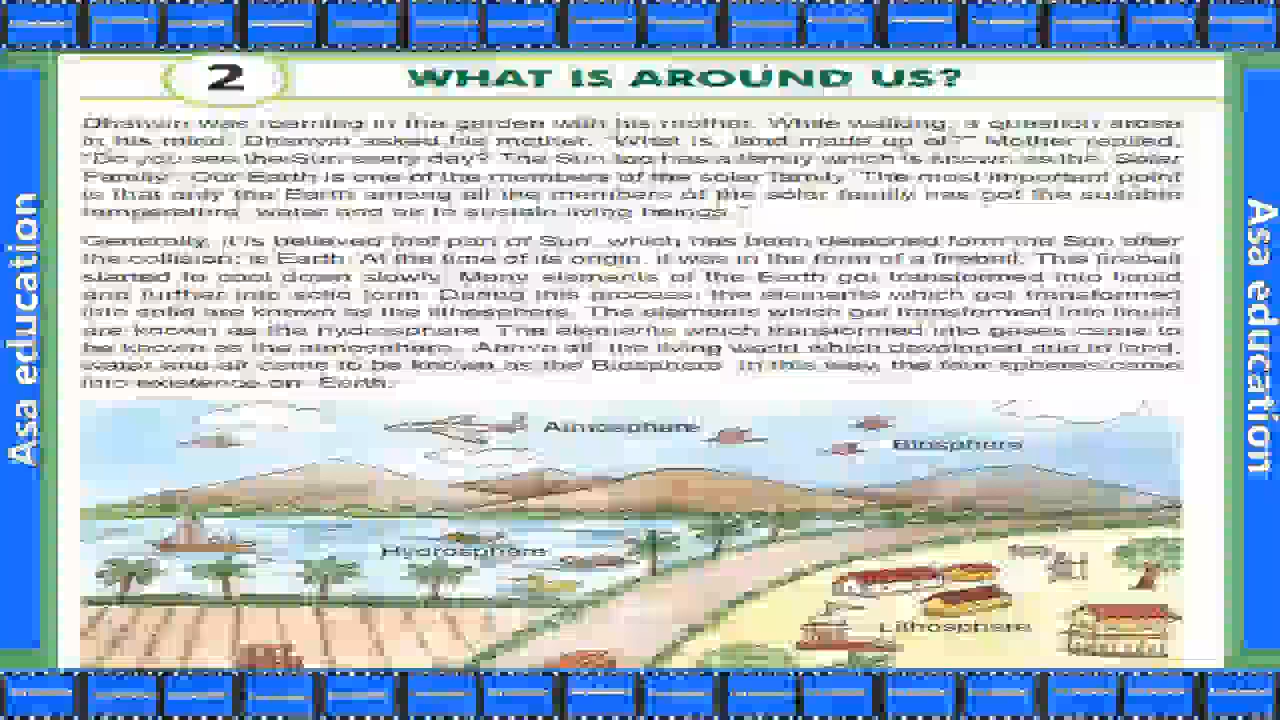 2
WHAT IS AROUND US?
Dhanvin was roaming in the garden with his mother. While walking, a question arose
in his mind. Dhanvin asked his mother, "What is, land made up of?" Mother replied,
"Do you see the Sun every day? The Sun too has a family which is known as the 'Solar
Family'. Our Earth is one of the members of the solar family. The most important point
is that only the Earth among all the members of the solar family has got the suitable
temperature, water and air to sustain living beings."
Generally, it is believed that part of Sun, which has been detached form the Sun after
the collision; is Earth. At the time of its origin, it was in the form of a fireball. This fireball
started to cool down slowly. Many elements of the Earth got transformed into liquid
and further into solid form. During this process, the elements which got transformed
into solid are known as the lithosphere. The elements which got transformed into liquid
are known as the hydrosphere. The elements which transformed into gases came to
be known as the atmosphere. Above all, the living world which developed due to land,
water and air came to be known as the Biosphere. In this way, the four spheres came
into existence on Earth.
Atmosphere
Biosphere
Hydrosphere
Lithosphere
Asa education
Asa education